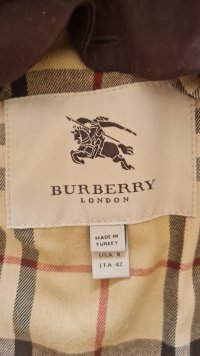 BURBERRY
LONDON
MADE IN
TURKEY
USA 8
ITA 42